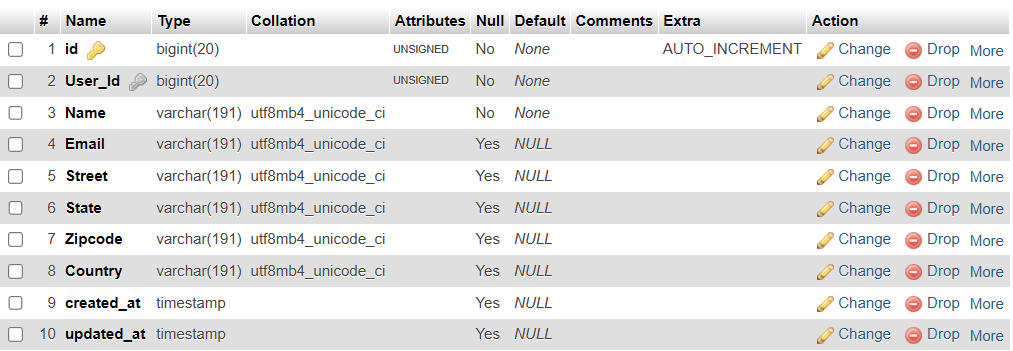 # Name Type Collation Attributes Null Default Comments Extra Action
1 id bigint(20) UNSIGNED No None AUTO_INCREMENT Change Drop More
2 User_Id bigint(20) UNSIGNED No None Change Drop More
3 Name varchar(191) utf8mb4_unicode_ci No None Change Drop More
4 Email varchar(191) utf8mb4_unicode_ci Yes NULL Change Drop More
5 Street varchar(191) utf8mb4_unicode_ci Yes NULL Change Drop More
6 State varchar(191) utf8mb4_unicode_ci Yes NULL Change Drop More
7 Zipcode varchar(191) utf8mb4_unicode_ci Yes NULL Change Drop More
8 Country varchar(191) utf8mb4_unicode_ci Yes NULL Change Drop More
9 created_at timestamp Yes NULL Change Drop More
10 updated_at timestamp Yes NULL Change Drop More